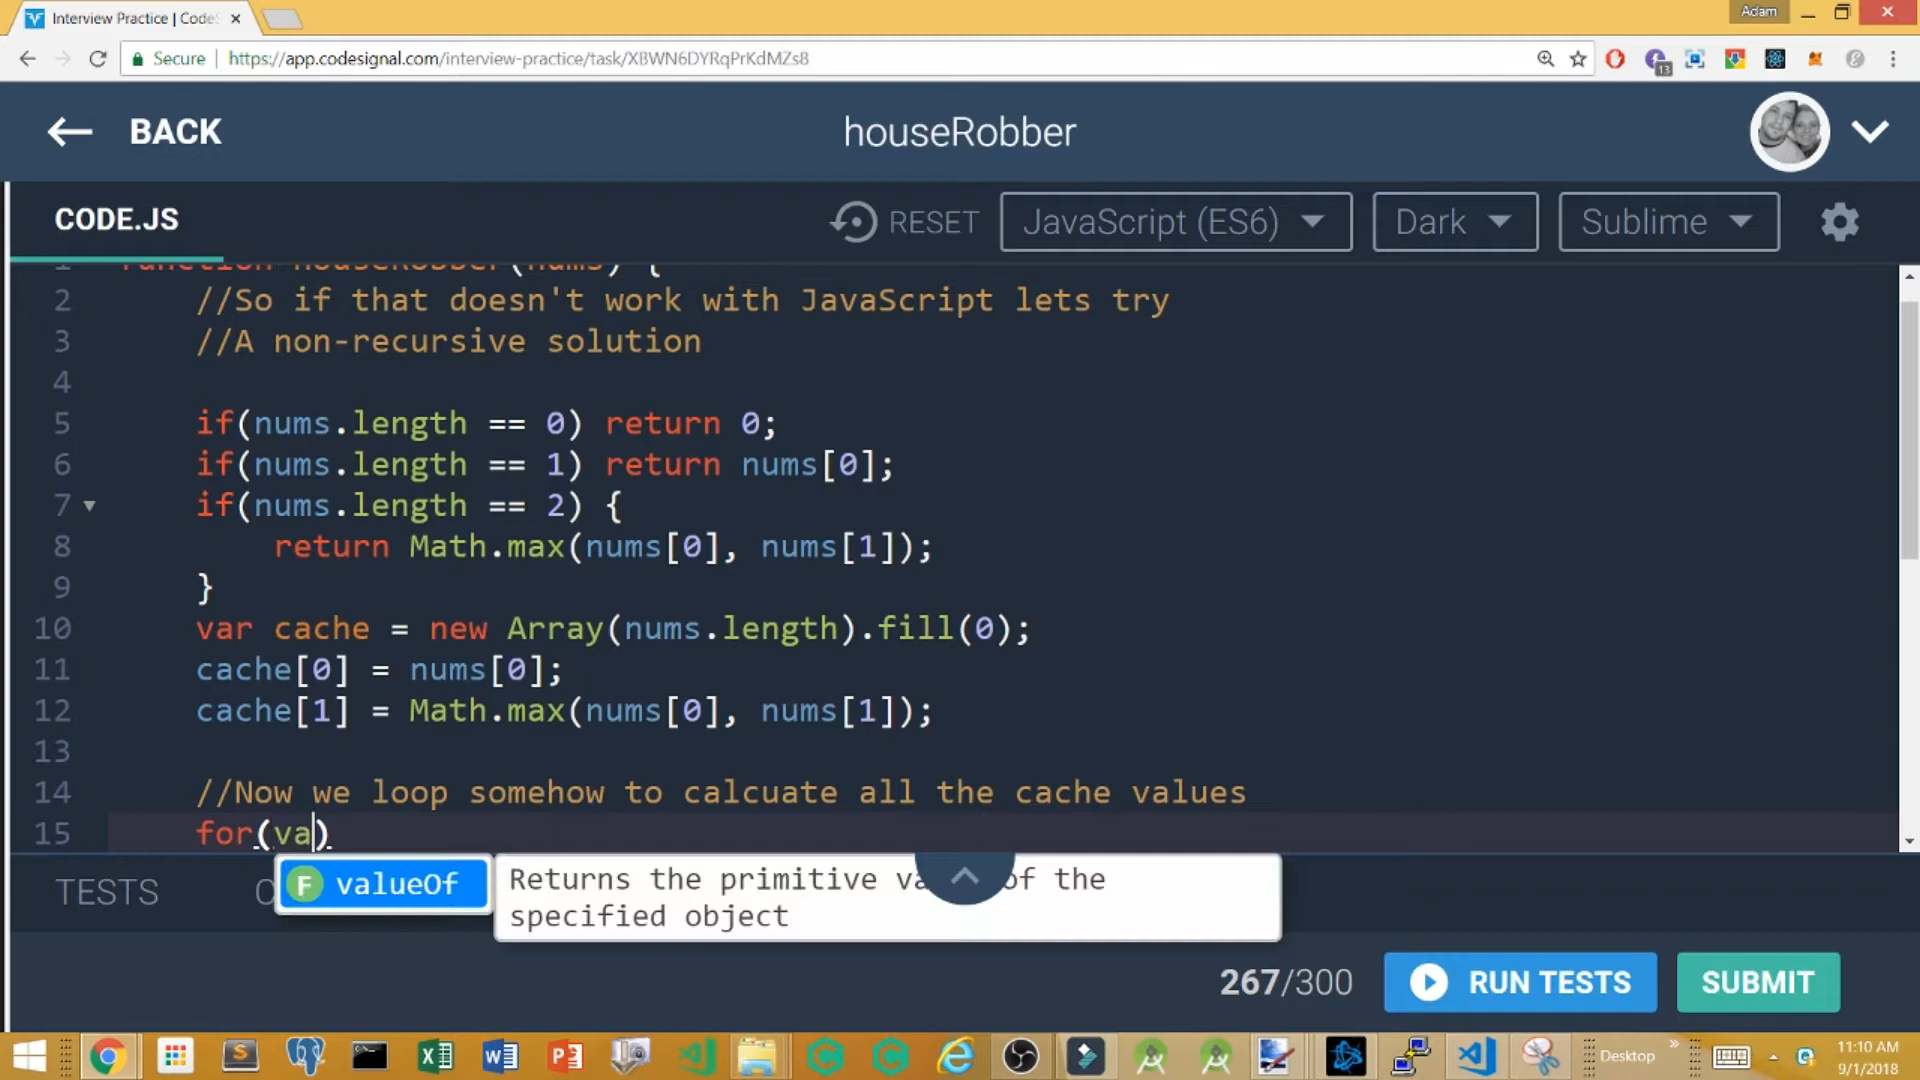 Interview Practice | Code
Adam
Secure
https://app.codesignal.com/interview-practice/task/XBWN6DYRqPrKdMZs8
13
BACK
houseRobber
CODE.JS
RESET
JavaScript (ES6)
Dark
Sublime
1 function houseRobber(nums) {
2 //So if that doesn't work with JavaScript lets try
3 //A non-recursive solution
4
5 if(nums.length == 0) return 0;
6 if(nums.length == 1) return nums[0];
7 if(nums.length == 2) {
8 return Math.max(nums[0], nums[1]);
9 }
10 var cache = new Array(nums.length).fill(0);
11 cache[0] = nums[0];
12 cache[1] = Math.max(nums[0], nums[1]);
13
14 //Now we loop somehow to calcuate all the cache values
15 for(va)
TESTS
F valueOf
Returns the primitive va of the
specified object
267/300
RUN TESTS
SUBMIT
Desktop
11:10 AM
9/1/2018